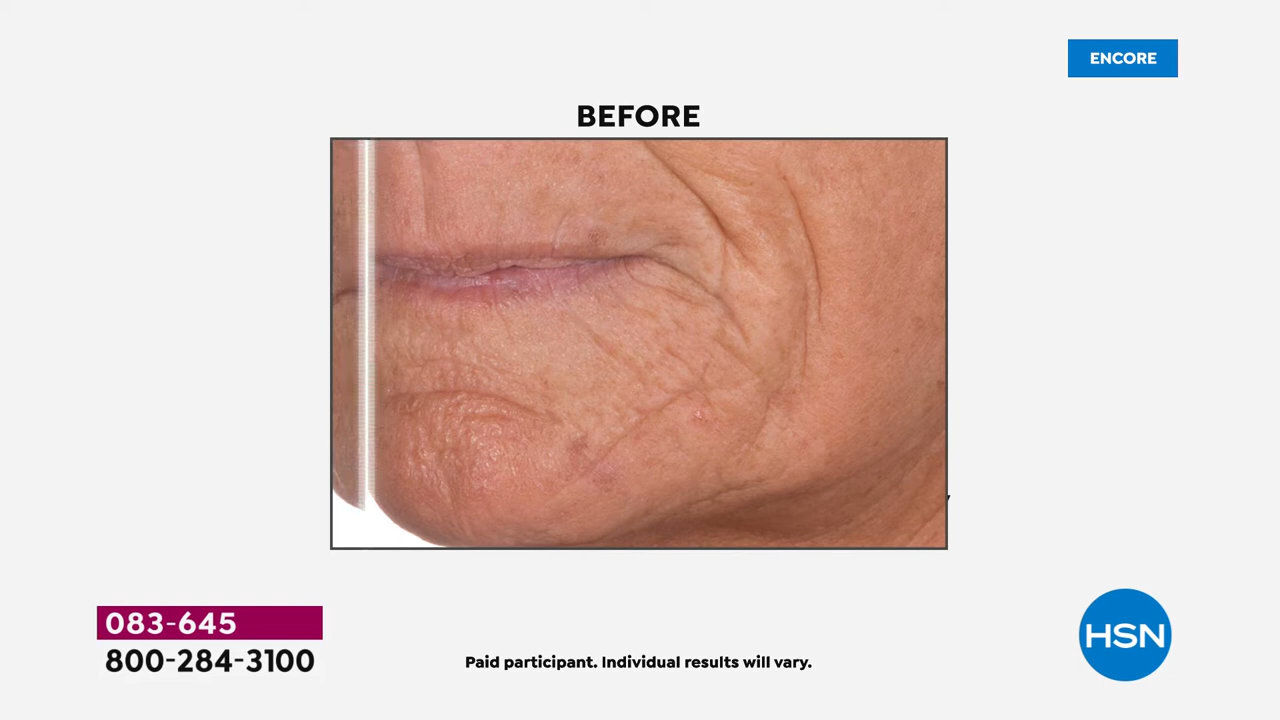 ENCORE
BEFORE
083-645
800-284-3100
Paid participant. Individual results will vary.
HSN